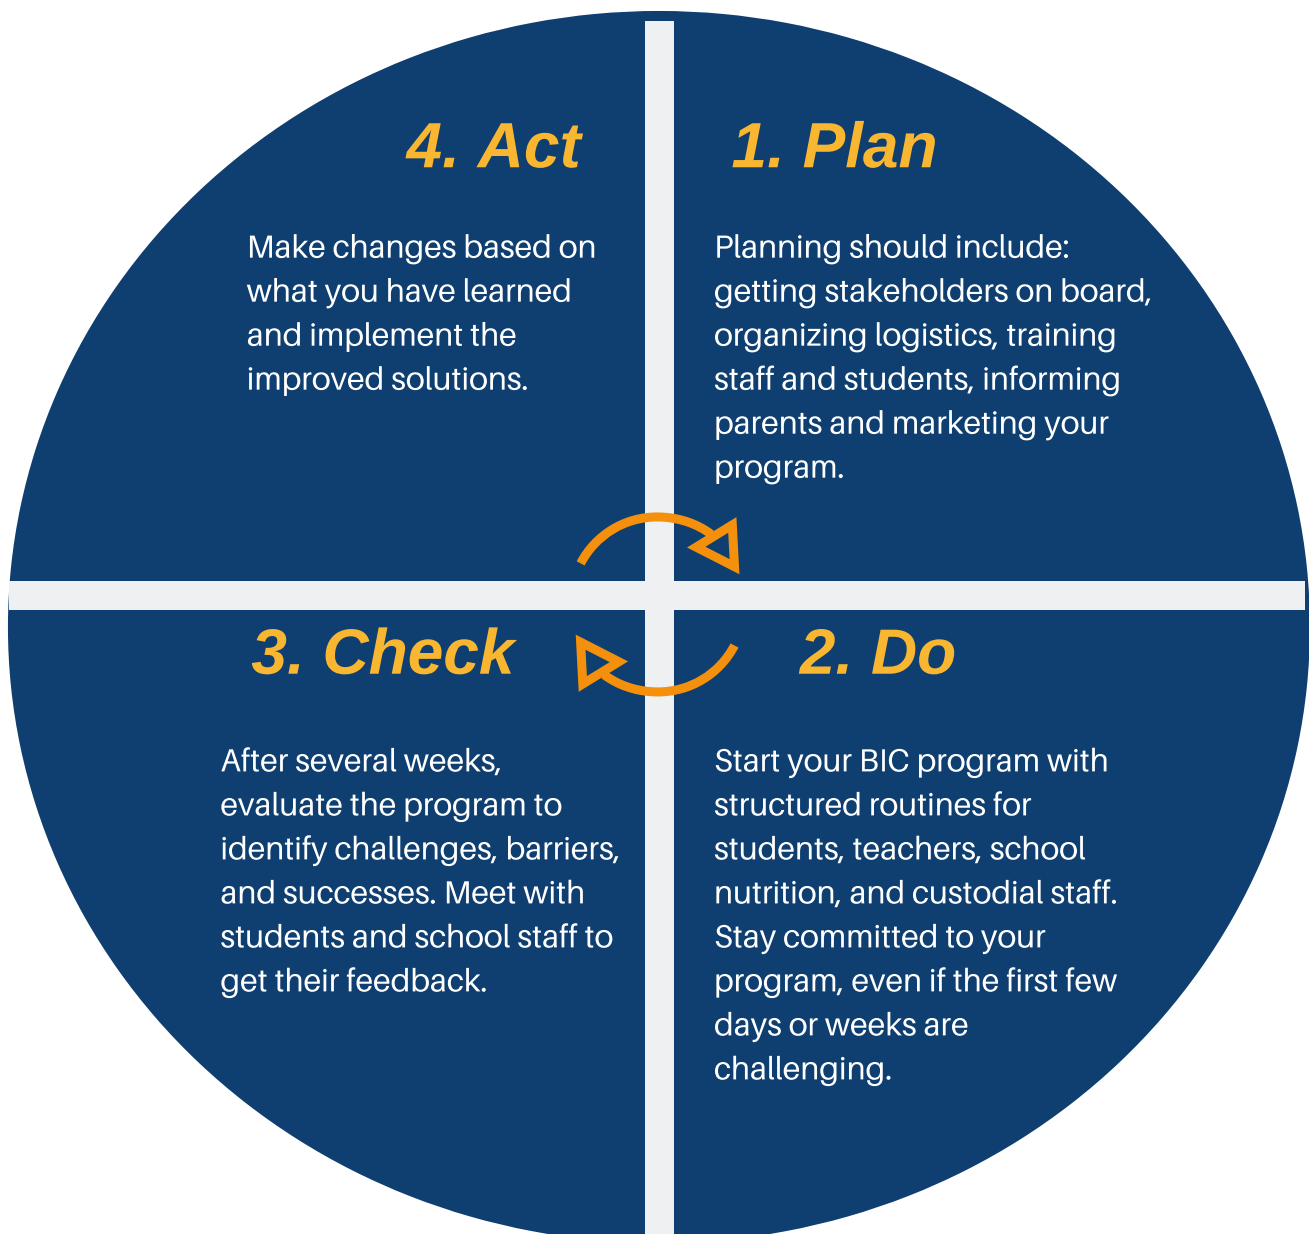 1. Plan
Planning should include:
getting stakeholders on board,
organizing logistics, training
staff and students, informing
parents and marketing your
program.
2. Do
Start your BIC program with
structured routines for
students, teachers, school
nutrition, and custodial staff.
Stay committed to your
program, even if the first few
days or weeks are
challenging.
3. Check
After several weeks,
evaluate the program to
identify challenges, barriers,
and successses. Meet with
students and school staff to
get their feedback.
4. Act
Make changes based on
what you have learned
and implement the
improved solutions.